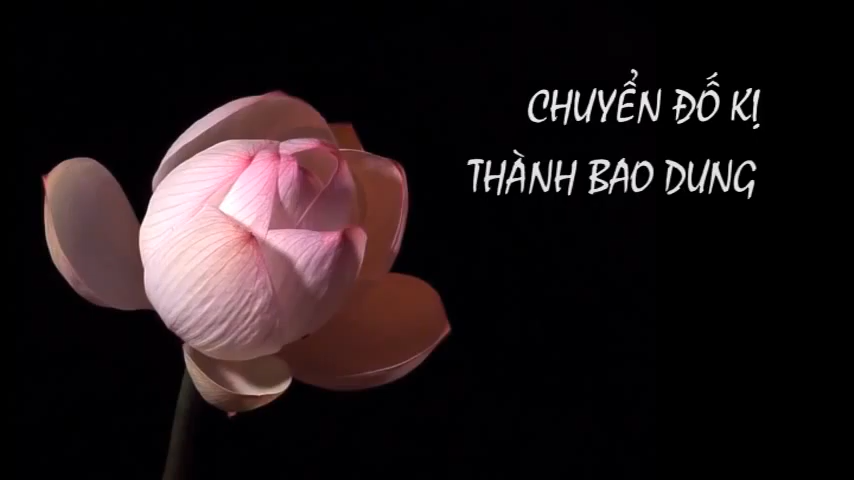 CHUYỂN ĐỐ KỊ
THÀNH BAO DUNG